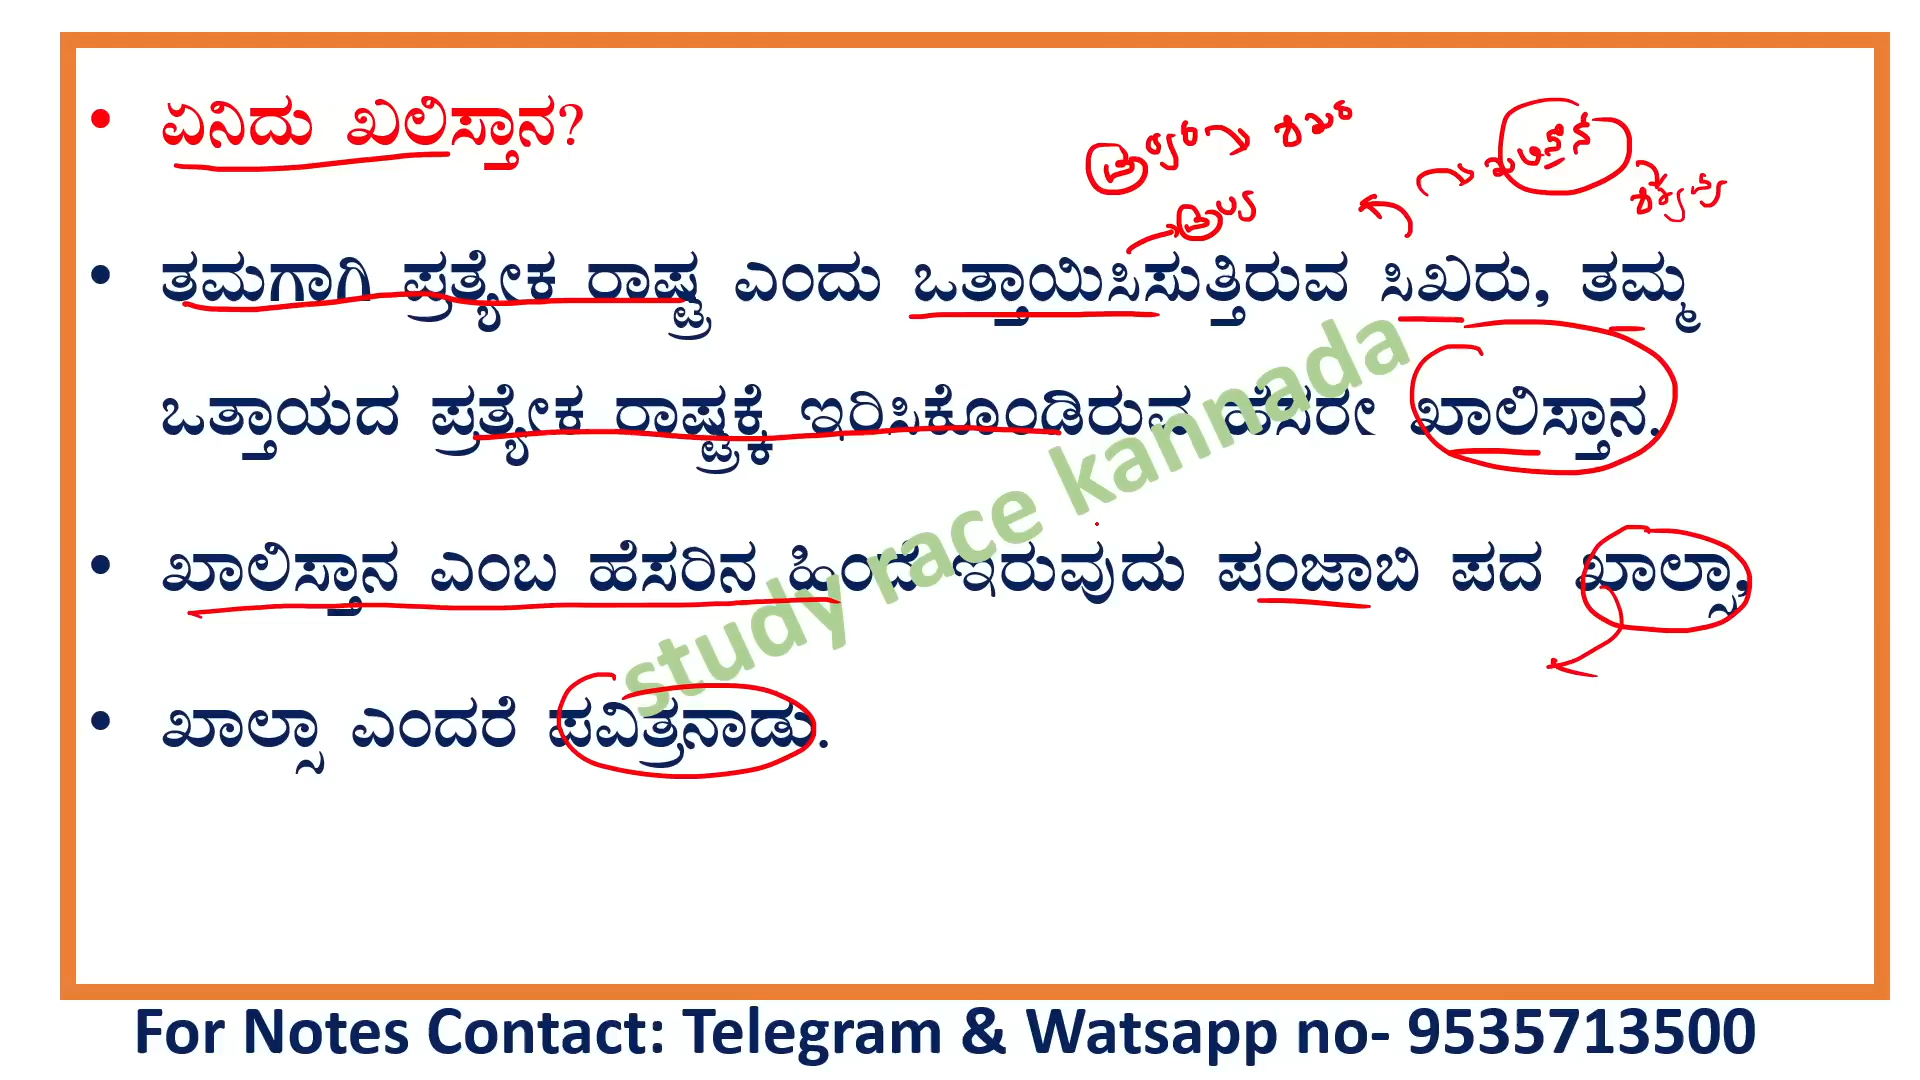 • ಏನಿದು ಖಲಿಸ್ತಾನ?
• ತಮಗಾಗಿ ಪ್ರತ್ಯೇಕ ರಾಷ್ಟ್ರ ಎಂದು ಒತ್ತಾಯಿಸಿಸುತ್ತಿರುವ ಸಿಖರು, ತಮ್ಮ
ಒತ್ತಾಯದ ಪ್ರತ್ಯೇಕ ರಾಷ್ಟ್ರಕ್ಕೆ ಇರಿಸಿಕೊಂಡಿರುವ ಹೆಸರೇ ಖಾಲಿಸ್ತಾನ.
• ಖಾಲಿಸ್ತಾನ ಎಂಬ ಹೆಸರಿನ ಹಿಂದೆ ಇರುವುದು ಪಂಜಾಬಿ ಪದ ಖಾಲ್ಸಾ,
• ಖಾಲ್ಸಾ ಎಂದರೆ ಪವಿತ್ರನಾಡು.
study race kannada
For Notes Contact: Telegram & Watsapp no- 9535713500